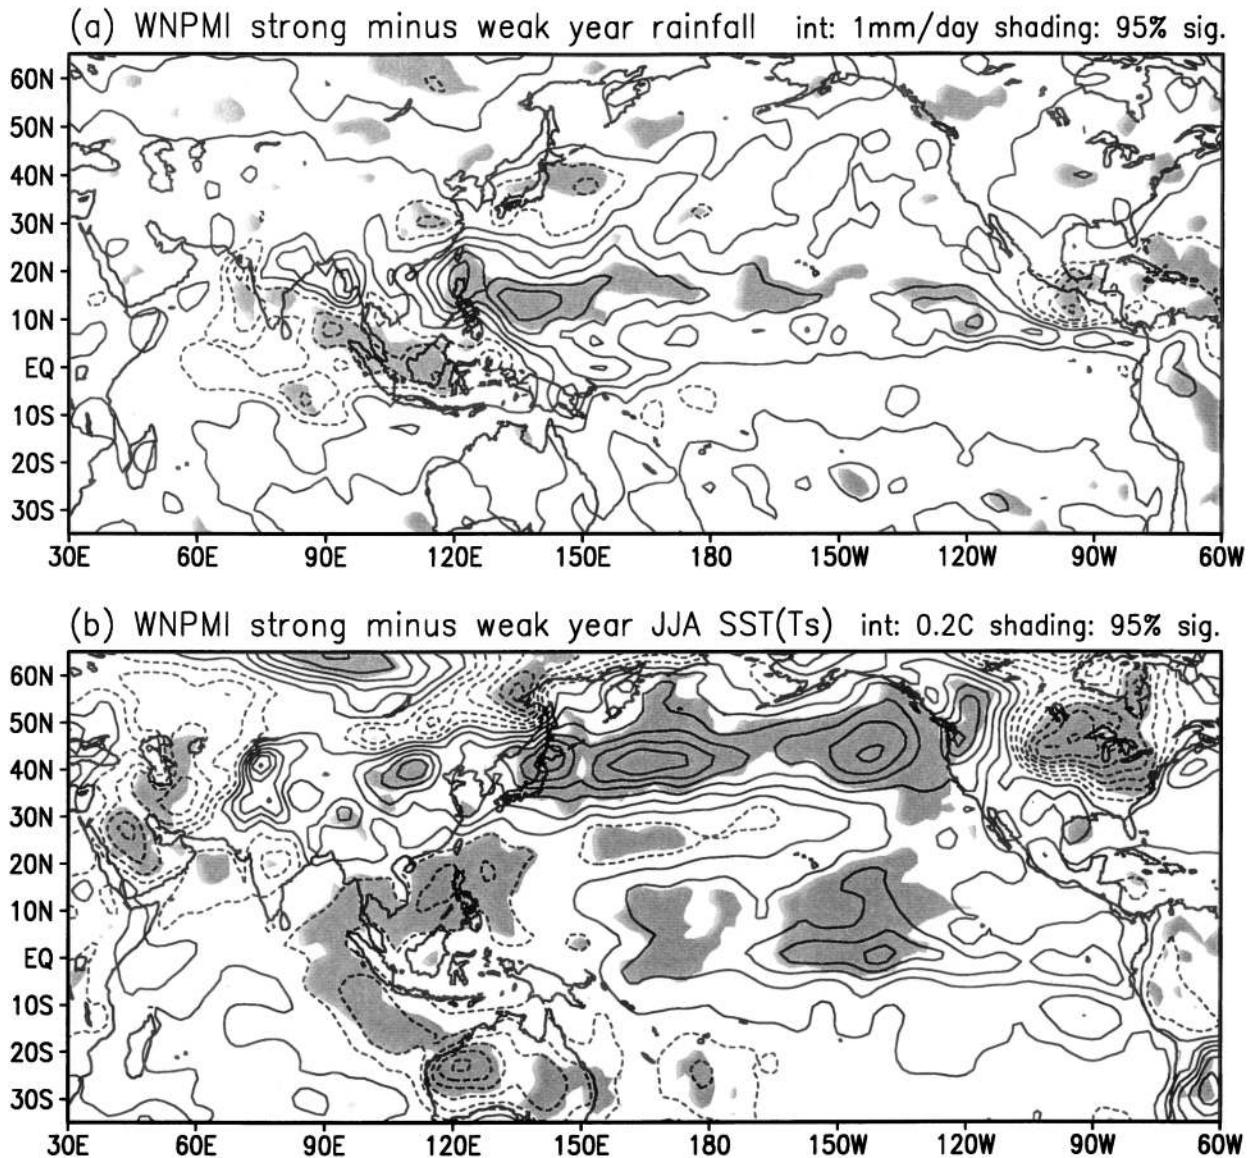 (a) WNPMI strong minus weak year rainfall int: 1mm/day shading: 95% sig.
60N
50N
40N
30N
20N
10N
EQ
10S
20S
30S
30E 60E 90E 120E 150E 180 150W 120W 90W 60W
(b) WNPMI strong minus weak year JJA SST(Ts) int: 0.2C shading: 95% sig.
60N
50N
40N
30N
20N
10N
EQ
10S
20S
30S
30E 60E 90E 120E 150E 180 150W 120W 90W 60W